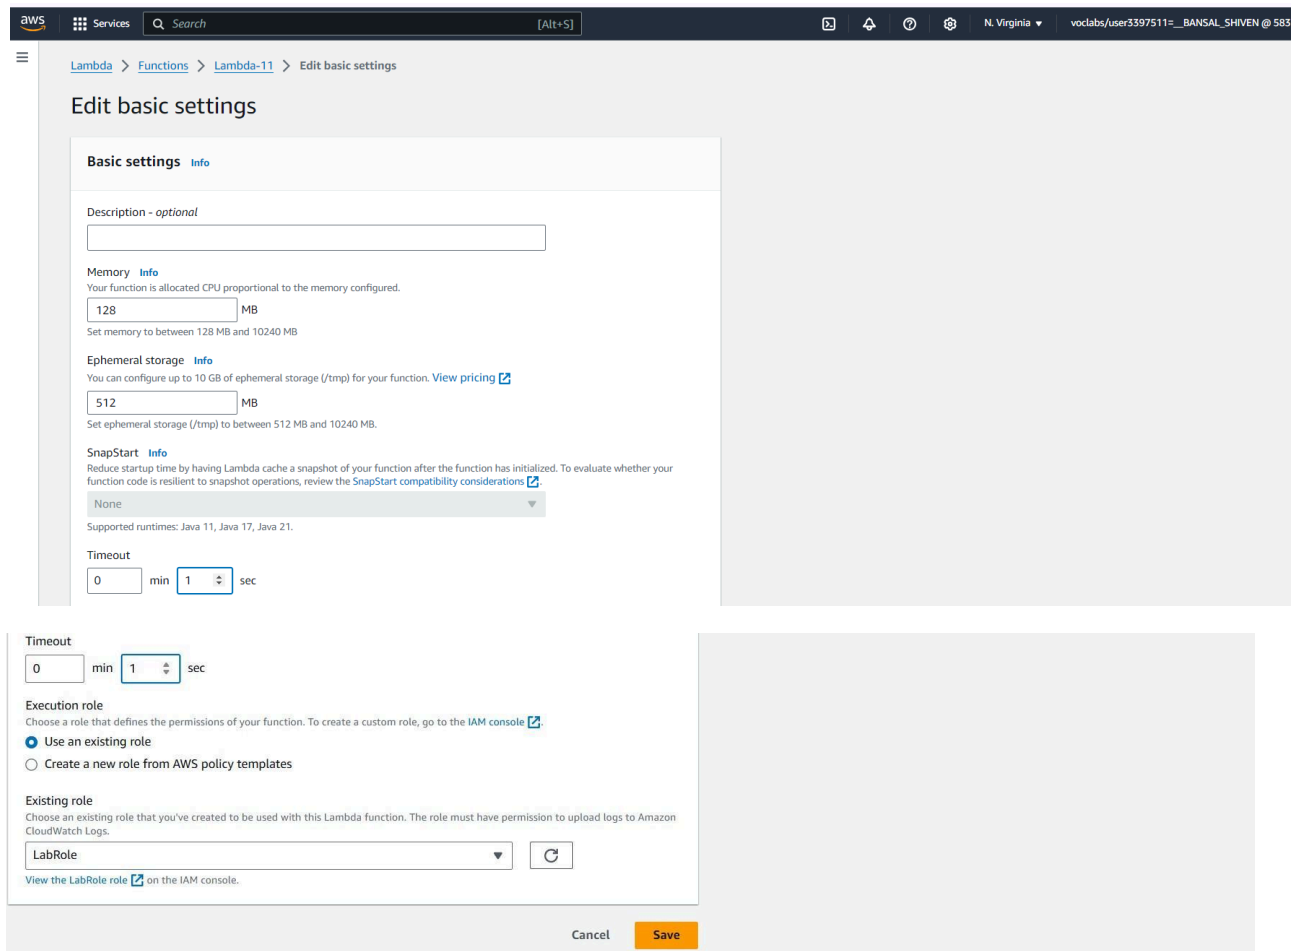 aws Services Search [Alt+S] N. Virginia voclabs/user3397511=__BANSAL_SHIVEN @ 583
Lambda > Functions > Lambda-11 > Edit basic settings
Edit basic settings
Basic settings Info
Description - optional
Memory Info
Your function is allocated CPU proportional to the memory configured.
128 MB
Set memory to between 128 MB and 10240 MB
Ephemeral storage Info
You can configure up to 10 GB of ephemeral storage (/tmp) for your function. View pricing
512 MB
Set ephemeral storage (/tmp) to between 512 MB and 10240 MB.
SnapStart Info
Reduce startup time by having Lambda cache a snapshot of your function after the function has initialized. To evaluate whether your
function code is resilient to snapshot operations, review the SnapStart compatibility considerations.
None
Supported runtimes: Java 11, Java 17, Java 21.
Timeout
0 min 1 sec
Timeout
0 min 1 sec
Execution role
Choose a role that defines the permissions of your function. To create a custom role, go to the IAM console.
Use an existing role
Create a new role from AWS policy templates
Existing role
Choose an existing role that you've created to be used with this Lambda function. The role must have permission to upload logs to Amazon
CloudWatch Logs.
LabRole
View the LabRole role on the IAM console.
Cancel Save